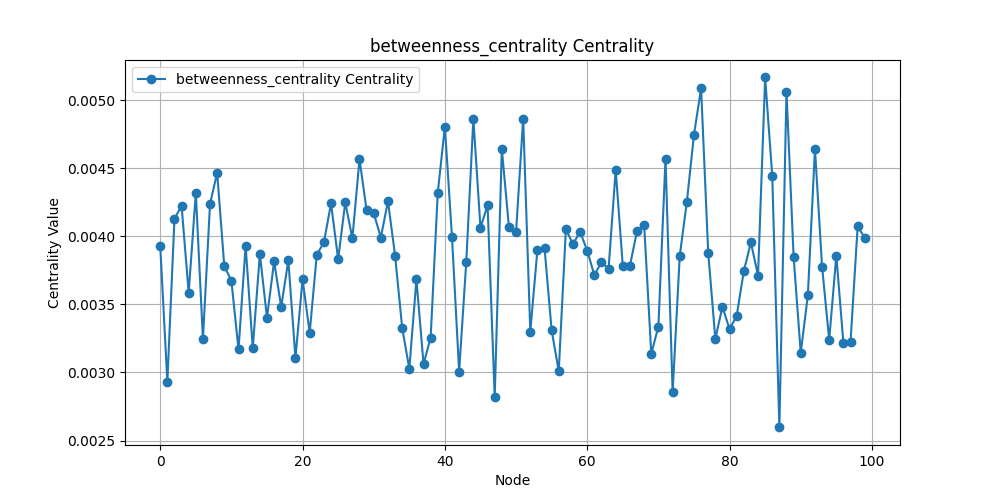 betweenness_centrality Centrality
betweenness_centrality Centrality
Centrality Value
0.0050
0.0045
0.0040
0.0035
0.0030
0.0025
0 20 40 60 80 100
Node